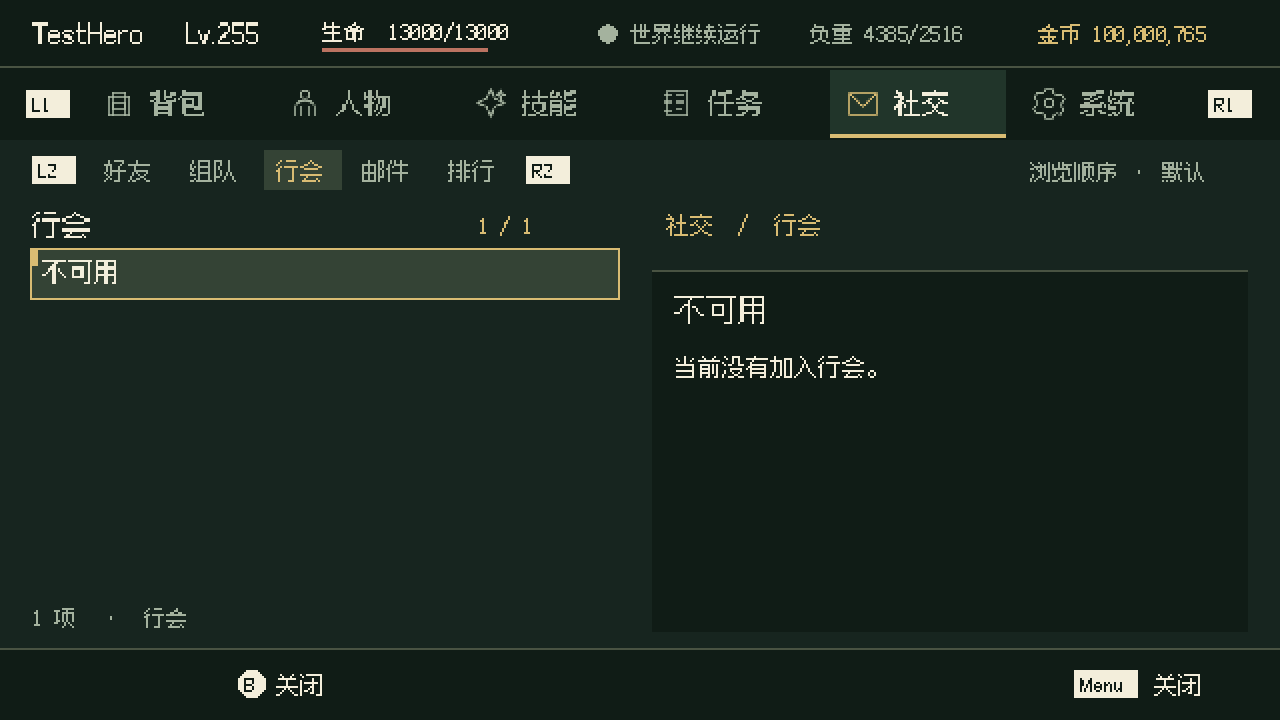 TestHero Lv.255 生命 13000/13000 世界继续运行 负重 4385/2516 金币 100,000,765
L1 背包 人物 技能 任务 社交 系统 R1
L2 好友 组队 行会 邮件 排行 R2 浏览顺序 · 默认
行会 1 / 1
社交 / 行会
不可用
不可用
当前没有加入行会。
1 项 · 行会
B 关闭 Menu 关闭